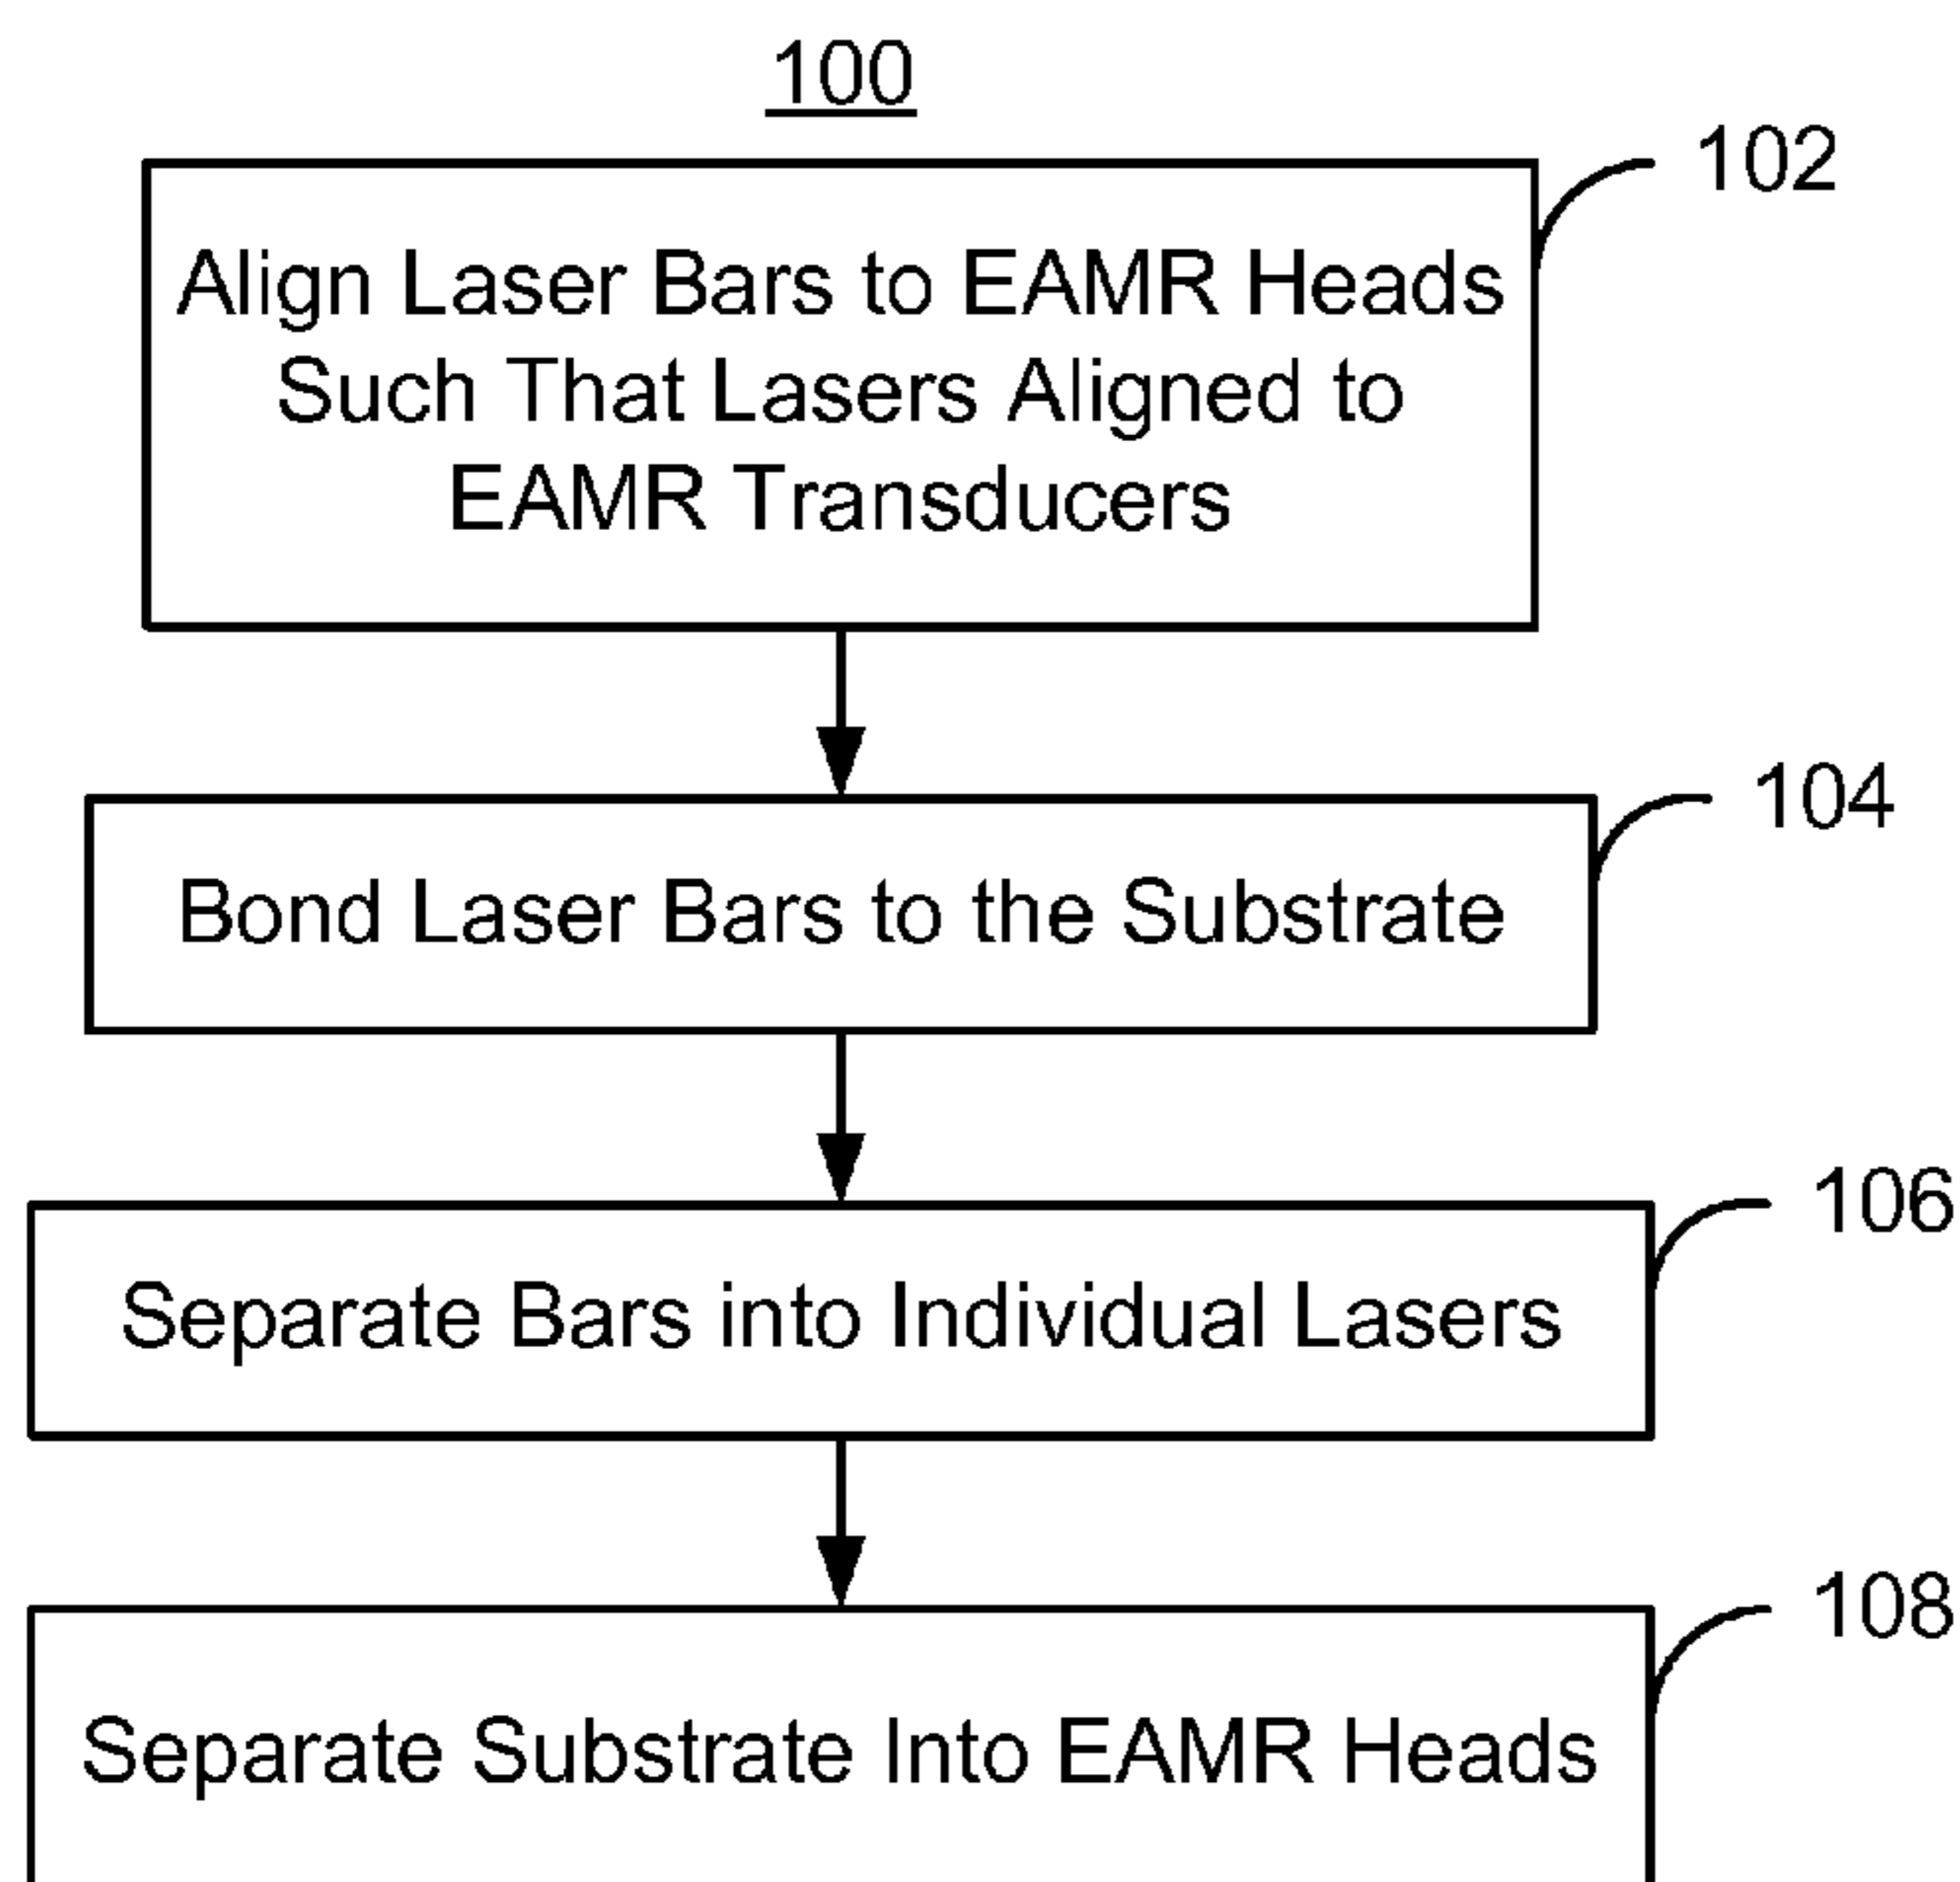 100
102
Align Laser Bars to EAMR Heads
Such That Lasers Aligned to
EAMR Transducers
104
Bond Laser Bars to the Substrate
106
Separate Bars into Individual Lasers
108
Separate Substrate Into EAMR Heads